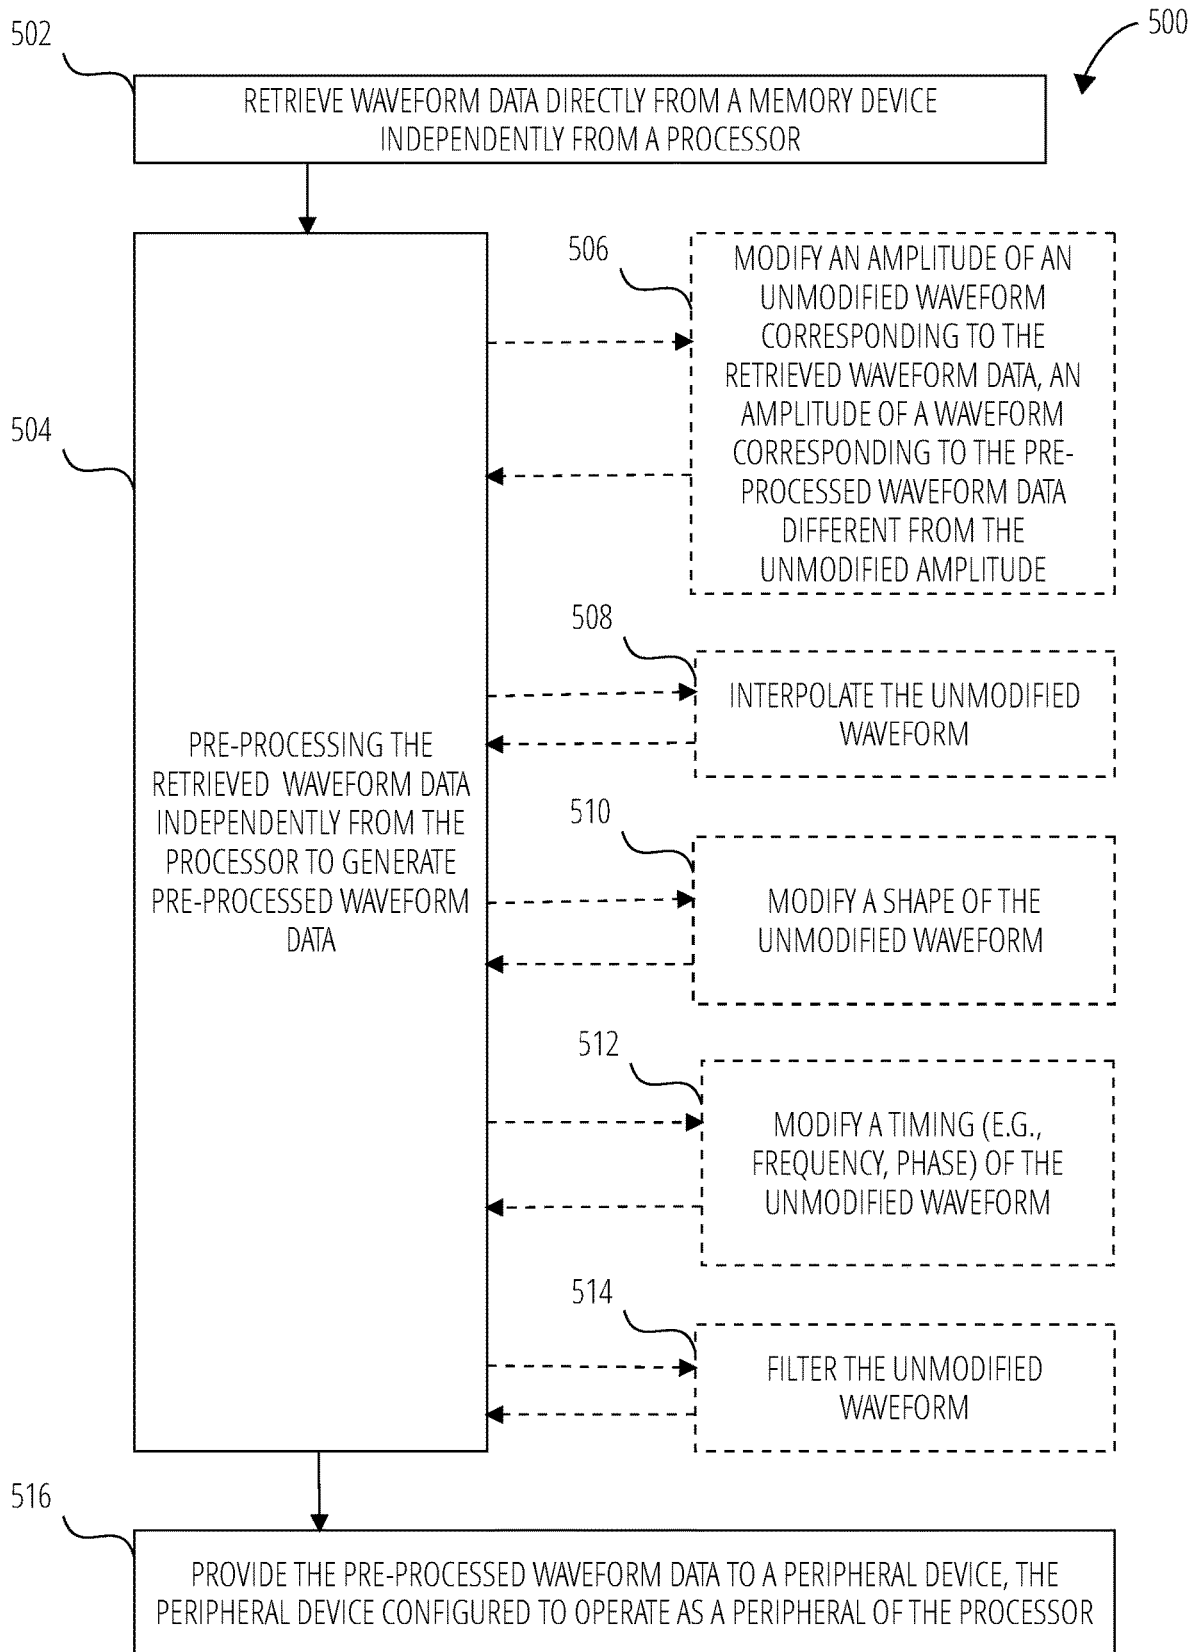 500
502
RETRIEVE WAVEFORM DATA DIRECTLY FROM A MEMORY DEVICE
INDEPENDENTLY FROM A PROCESSOR
504
PRE-PROCESSING THE
RETRIEVED WAVEFORM DATA
INDEPENDENTLY FROM THE
PROCESSOR TO GENERATE
PRE-PROCESSED WAVEFORM
DATA
506
MODIFY AN AMPLITUDE OF AN
UNMODIFIED WAVEFORM
CORRESPONDING TO THE
RETRIEVED WAVEFORM DATA, AN
AMPLITUDE OF A WAVEFORM
CORRESPONDING TO THE PRE-
PROCESSED WAVEFORM DATA
DIFFERENT FROM THE
UNMODIFIED AMPLITUDE
508
INTERPOLATE THE UNMODIFIED
WAVEFORM
510
MODIFY A SHAPE OF THE
UNMODIFIED WAVEFORM
512
MODIFY A TIMING (E.G.,
FREQUENCY, PHASE) OF THE
UNMODIFIED WAVEFORM
514
FILTER THE UNMODIFIED
WAVEFORM
516
PROVIDE THE PRE-PROCESSED WAVEFORM DATA TO A PERIPHERAL DEVICE, THE
PERIPHERAL DEVICE CONFIGURED TO OPERATE AS A PERIPHERAL OF THE PROCESSOR